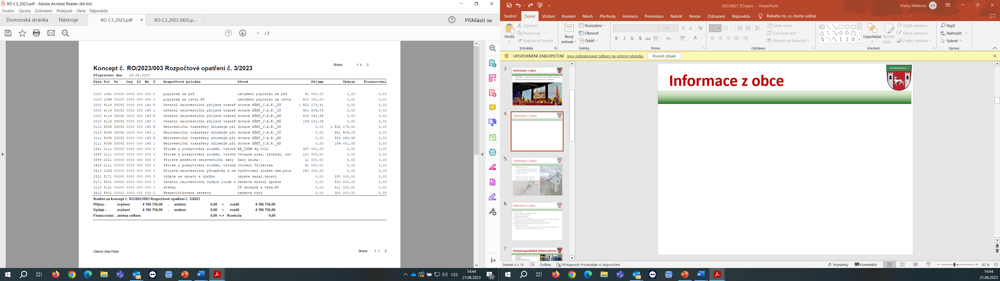 RO č.3_2023.pdf - Adobe Acrobat Reader (64-bit)
Soubor Úpravy Zobrazení Podepsat Okna Nápověda
Domovská stránka Nástroje RO č.3_2023.pdf × RO č.3_2023 (002).p... Přihlásit se
1 / 2
Strana 1 z 2
Koncept č. RO/2023/003 Rozpočtové opatření č. 3/2023
Připraveno dne 29.05.2023
Para Pol Uz Org ZJ Ná Z Rozpočtová položka Důvod Příjmy Výdaje Financování
0000 1341 00000 0000 000 000 0 poplatek ze psů navýšení poplatku ze psů 41 000,00 0,00 0,00
0000 1345 00000 0000 000 000 0 poplatek za odvoz KO navýšení poplatku za odvoz 600 000,00 0,00 0,00
0000 4116 33092 0000 000 143 5 Ostatní neinvestiční přijaté transf dotace MŠMT_J.A.K._ZŠ 1 522 179,91 0,00 0,00
0000 4116 33092 0000 000 143 1 Ostatní neinvestiční přijaté transf dotace MŠMT_J.A.K._ZŠ 461 504,09 0,00 0,00
0000 4116 33092 0000 000 143 5 Ostatní neinvestiční přijaté transf dotace MŠMT_J.A.K._MŠ 508 040,95 0,00 0,00
0000 4116 33092 0000 000 143 1 Ostatní neinvestiční přijaté transf dotace MŠMT_J.A.K._MŠ 154 031,05 0,00 0,00
3113 5336 33092 0000 000 143 5 Neinvestiční transfery zřízeným pří dotace MŠMT_J.A.K._ZŠ 0,00 1 522 179,91 0,00
3113 5336 33092 0000 000 143 1 Neinvestiční transfery zřízeným pří dotace MŠMT_J.A.K._ZŠ 0,00 461 504,09 0,00
3111 5336 33092 0000 000 143 5 Neinvestiční transfery zřízeným pří dotace MŠMT_J.A.K._MŠ 0,00 508 040,95 0,00
3111 5336 33092 0000 000 143 1 Neinvestiční transfery zřízeným pří dotace MŠMT_J.A.K._MŠ 0,00 154 031,05 0,00
2321 2111 00000 0000 000 000 0 Příjem z poskytování služeb, výrobk EE_TSDB 4Q 2022 367 000,00 0,00 0,00
3399 2111 00000 0000 000 000 0 Příjem z poskytování služeb, výrobk vstupné ples, zájezdy, div 221 000,00 0,00 0,00
3399 2321 00000 0000 000 000 0 Přijaté peněžité neinvestiční dary dary kniha 21 000,00 0,00 0,00
3429 2111 00000 0000 000 000 0 Příjem z poskytování služeb, výrobk cvičení Třináctka 41 000,00 0,00 0,00
3613 2324 00000 0000 000 000 0 Přijaté neinvestiční příspěvky a ná vyúčtování služeb neb.pros 250 000,00 0,00 0,00
2321 5171 00000 0000 000 000 0 výdaje na opravy a údržbu oprava kanal.vpustí 0,00 330 000,00 0,00
6171 5901 00000 0000 000 000 0 Ostatní neinvestiční výdaje jinde n rezerva místní správa 0,00 500 000,00 0,00
3113 6121 00000 0000 000 000 0 stavby ZŠ kuchyně a venk.WC 0,00 411 000,00 0,00
3612 5901 00000 0000 000 000 0 Nespecifikované rezervy rezerva byty 0,00 300 000,00 0,00
Souhrn za koncept č. RO/2023/003 Rozpočtové opatření č. 3/2023
Příjmy : zvýšení 4 186 756,00 - snížení 0,00 = rozdíl 4 186 756,00
Výdaje : zvýšení 4 186 756,00 - snížení 0,00 = rozdíl 4 186 756,00
Financování - změna celkem 0,00 <-> Kontrola 0,00
Obecní úřad Psáry Strana 1 / 2
CES 14:44 21.06.2023 22
20230621 ZO.pptx - PowerPoint Vlasta Málková VM
Soubor Domů Vložení Kreslení Návrh Přechody Animace Prezentace Nahrát Revize Zobrazení Nápověda Řekněte mi, co chcete udělat
Vložit
Vyjmout
Kopírovat
Kopírovat formát
Schránka
Nový snímek
Rozložení
Obnovit
Oddíl
Snímky
24
Písmo
Směr textu
Zarovnat text
Převést na SmartArt
Odstavec
Uspořádat
Rychlé styly
Výplň obrazce
Obrys obrazce
Efekty obrazce
Kreslení
Najít
Nahradit
Vybrat
Úpravy
UPOZORNĚNÍ ZABEZPEČENÍ Jsou zablokované odkazy na externí obrázky. Povolit obsah
3 Informace z obce
4 Informace z obce
5 Informace z obce
6 Informace z obce
7 Vodohospodářská infrastruktura
Informace z obce
Snímek 4 z 16 Čeština Přístupnost: Prostudujte si doporučení Poznámky Komentáře 82 %
14:44
21.06.2023